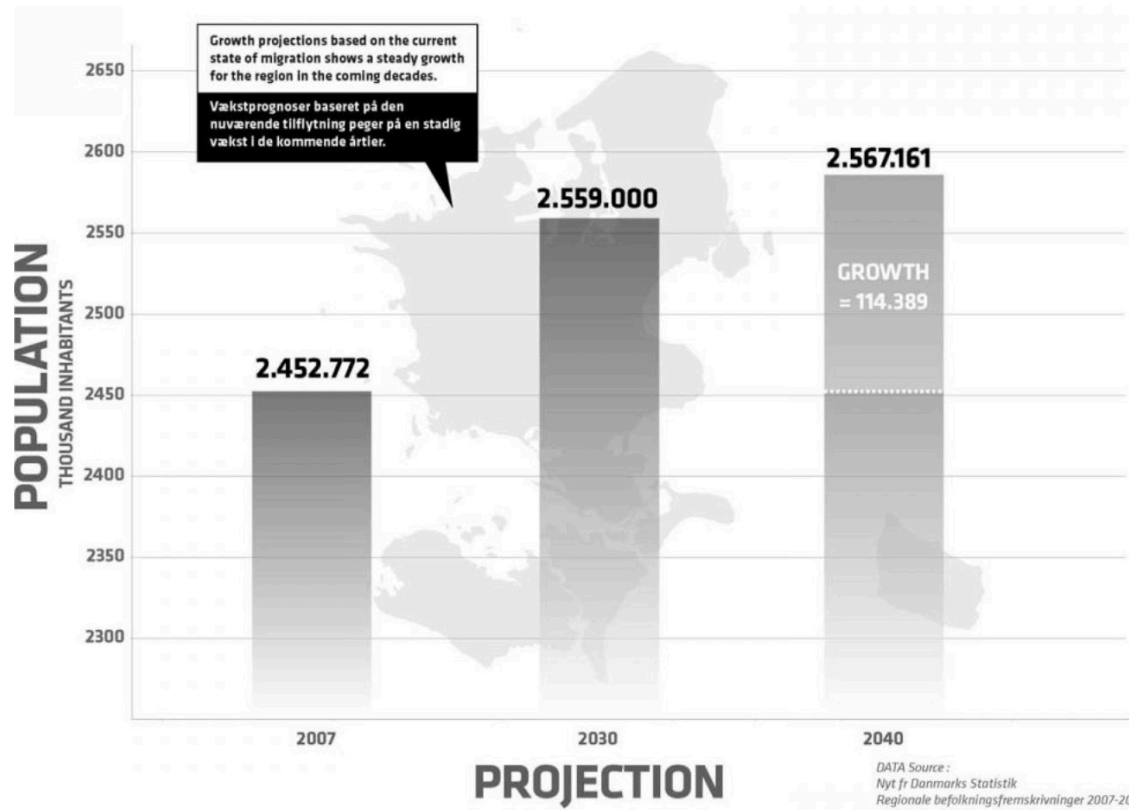 Growth projections based on the current
state of migration shows a steady growth
for the region in the coming decades.
Vækstprognoser baseret på den
nuværende tilflytning peger på en stadig
vækst i de kommende årtier.
POPULATION
THOUSAND INHABITANTS
2650
2600
2550
2500
2450
2400
2350
2300
2.452.772
2.559.000
2.567.161
GROWTH
= 114.389
2007
2030
2040
PROJECTION
DATA Source :
Nyt fr Danmarks Statistik
Regionale befolkningsfremskrivninger 2007-20